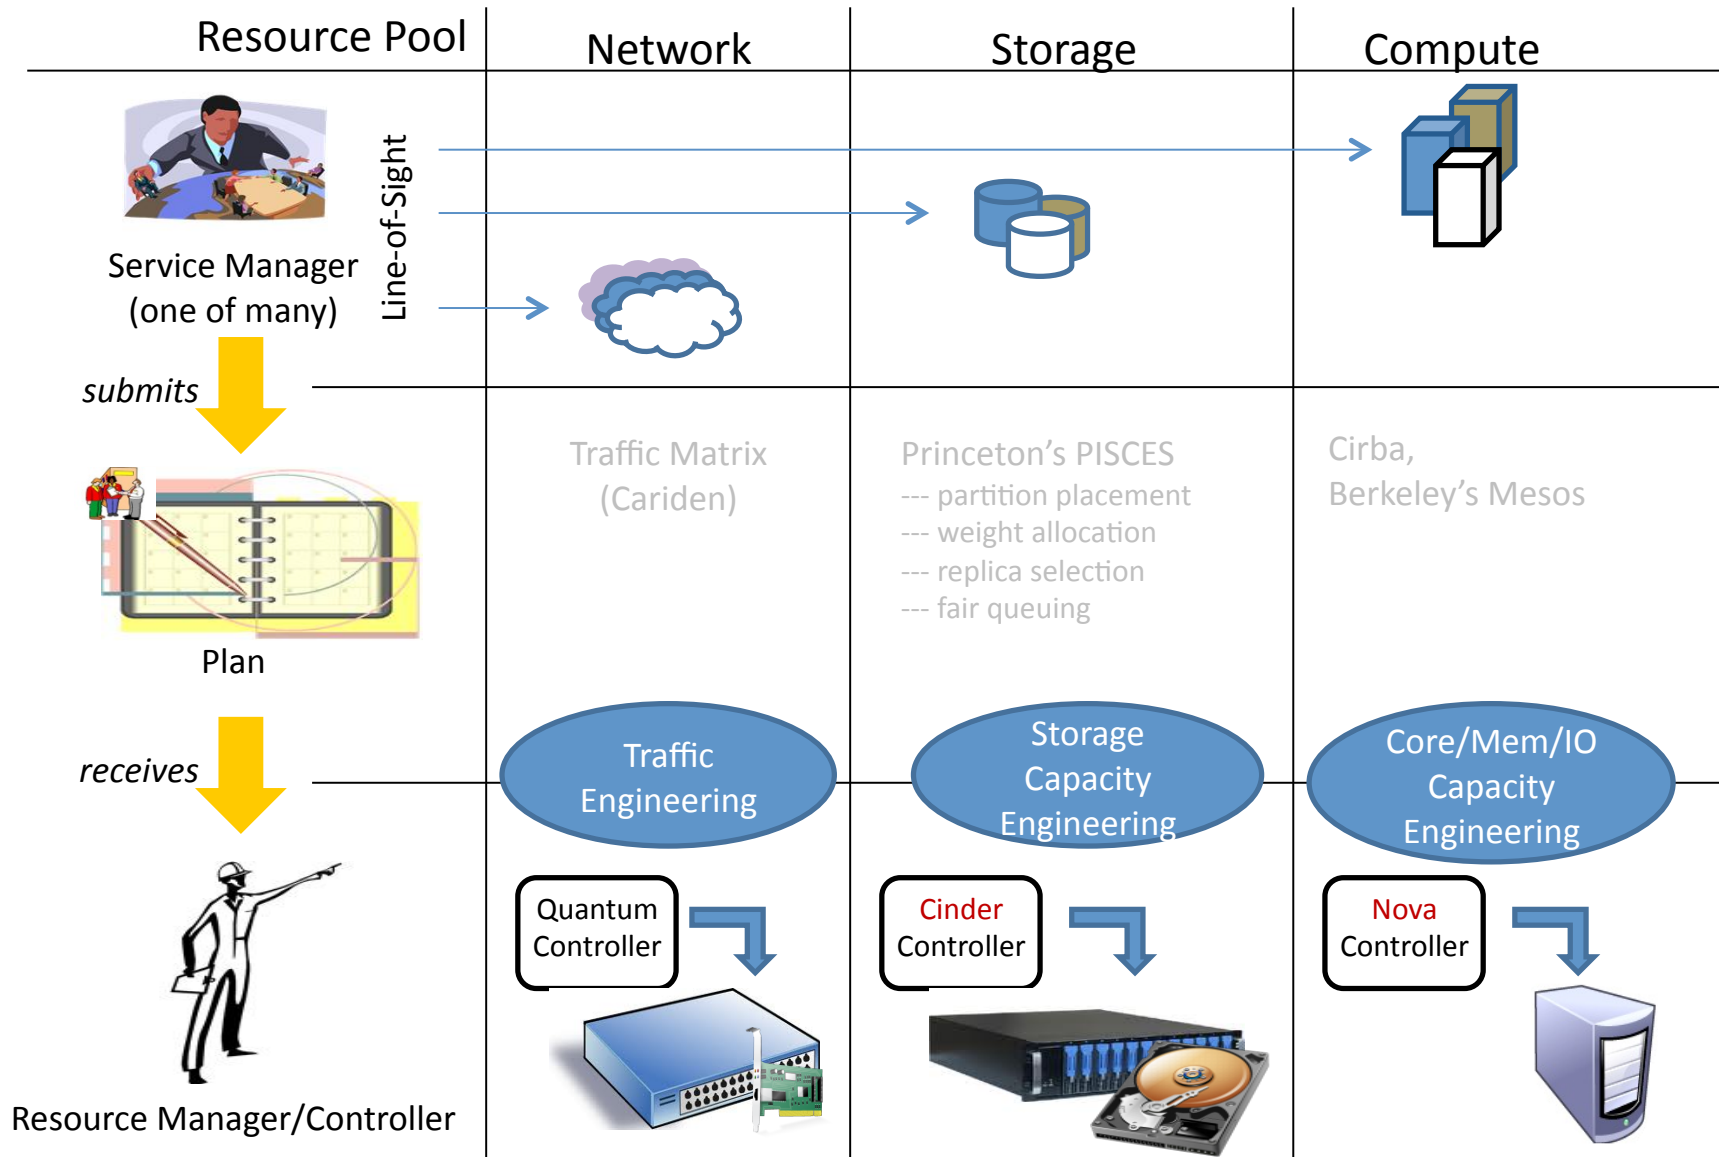 Resource Pool
Network
Storage
Compute
Line-of-Sight
Service Manager
(one of many)
submits
Traffic Matrix
(Cariden)
Princeton's PISCES
--- partition placement
--- weight allocation
--- replica selection
--- fair queuing
Cirba,
Berkeley's Mesos
Plan
receives
Traffic
Engineering
Storage
Capacity
Engineering
Core/Mem/IO
Capacity
Engineering
Quantum
Controller
Cinder
Controller
Nova
Controller
Resource Manager/Controller